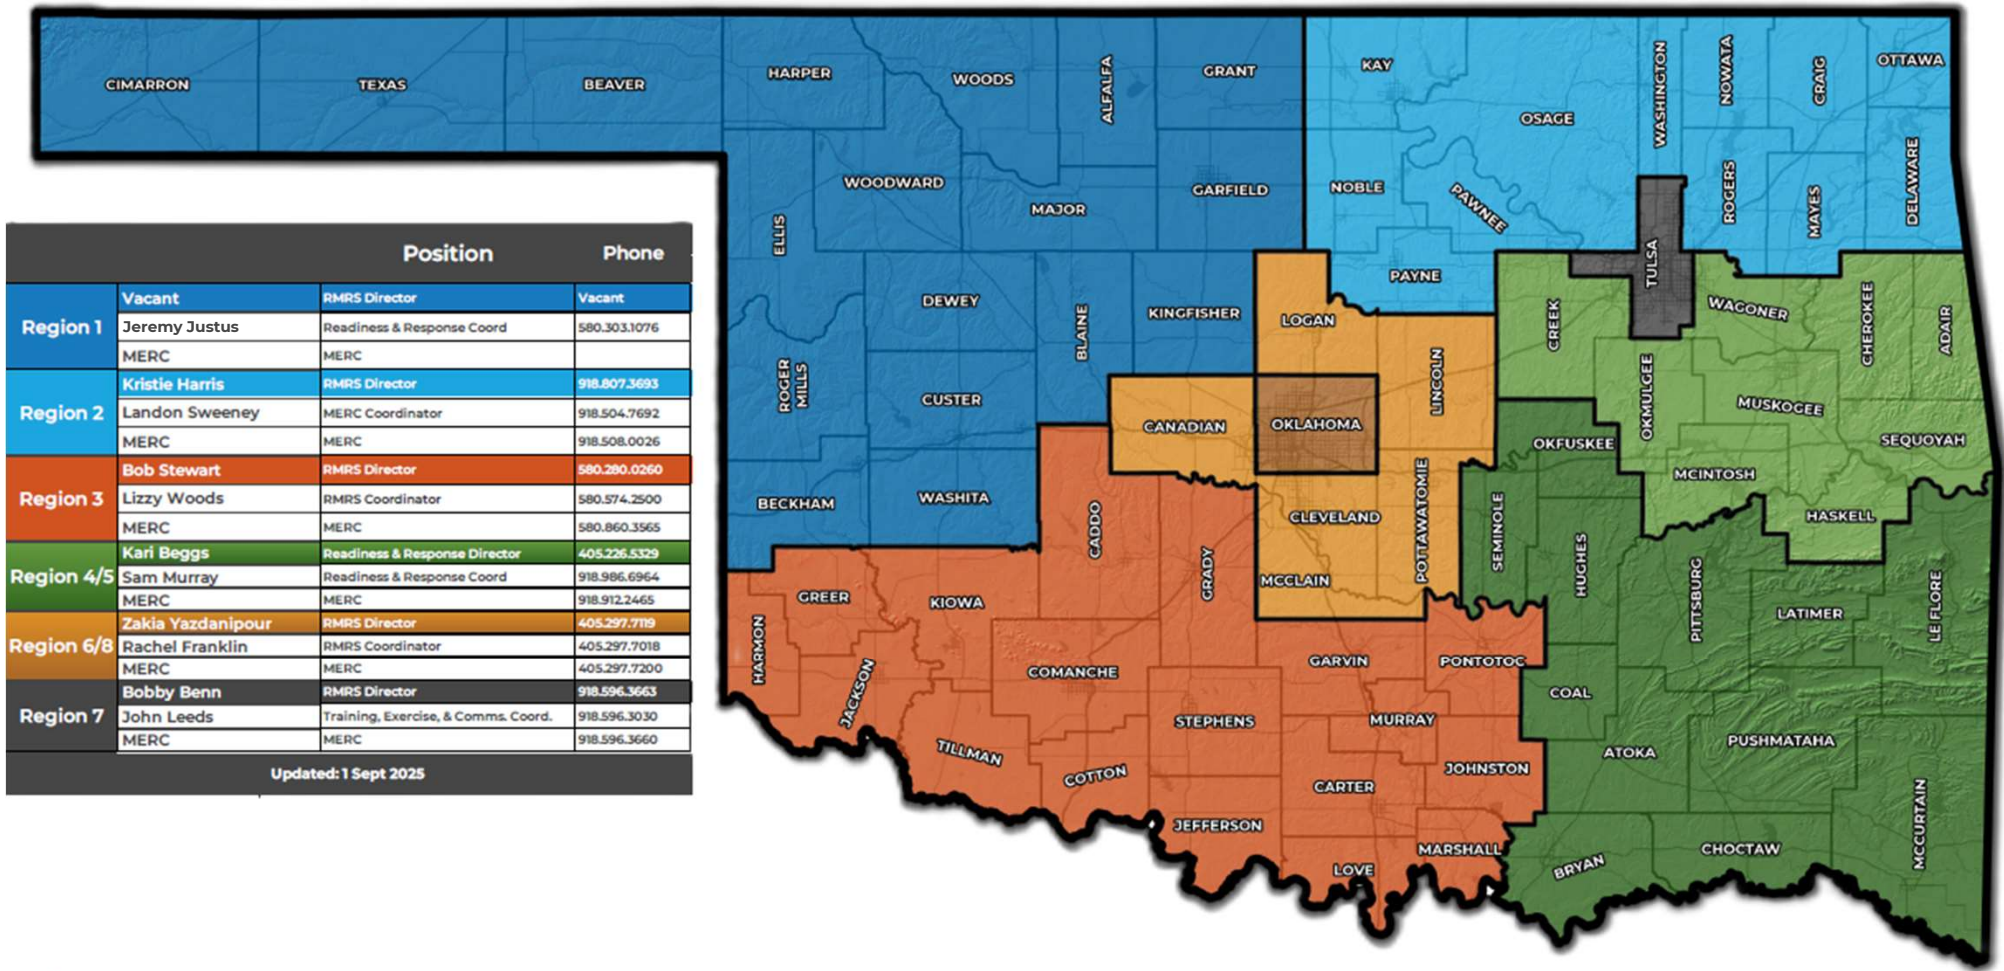 CIMARRON
TEXAS
BEAVER
HARPER
WOODS
ALFALFA
GRANT
KAY
OSAGE
WASHINGTON
NOWATA
CRAIG
OTTAWA
ELLIS
WOODWARD
MAJOR
GARFIELD
NOBLE
PAWNEE
ROGERS
MAYES
DELAWARE
DEWEY
BLAINE
KINGFISHER
LOGAN
PAYNE
CREEK
TULSA
WAGONER
CHEROKEE
ADAIR
ROGER
MILLS
CUSTER
CANADIAN
OKLAHOMA
LINCOLN
OKMULGEE
MUSKOGEE
SEQUOYAH
OKFUSKEE
MCINTOSH
BECKHAM
WASHITA
CADDO
GRADY
CLEVELAND
POTTAWATOMIE
SEMINOLE
HUGHES
HASKELL
MCCLAIN
PITTSBURG
LATIMER
LE FLORE
HARMON
GREER
KIOWA
JACKSON
COMANCHE
GARVIN
PONTOTOC
COAL
TILLMAN
COTTON
STEPHENS
MURRAY
ATOKA
PUSHMATAHA
JEFFERSON
CARTER
JOHNSTON
MCCURTAIN
LOVE
MARSHALL
BRYAN
CHOCTAW
Position Phone
Region 1
Vacant RMRS Director Vacant
Jeremy Justus Readiness & Response Coord 580.303.1076
MERC MERC
Region 2
Kristie Harris RMRS Director 918.807.3693
Landon Sweeney MERC Coordinator 918.504.7692
MERC MERC 918.508.0026
Region 3
Bob Stewart RMRS Director 580.280.0260
Lizzy Woods RMRS Coordinator 580.574.2500
MERC MERC 580.860.3565
Region 4/5
Kari Beggs Readiness & Response Director 405.226.5329
Sam Murray Readiness & Response Coord 918.986.6964
MERC MERC 918.912.2465
Region 6/8
Zakia Yazdanipour RMRS Director 405.297.7119
Rachel Franklin RMRS Coordinator 405.297.7018
MERC MERC 405.297.7200
Region 7
Bobby Benn RMRS Director 918.596.3663
John Leeds Training, Exercise, & Comms. Coord. 918.596.3030
MERC MERC 918.596.3660
Updated: 1 Sept 2025